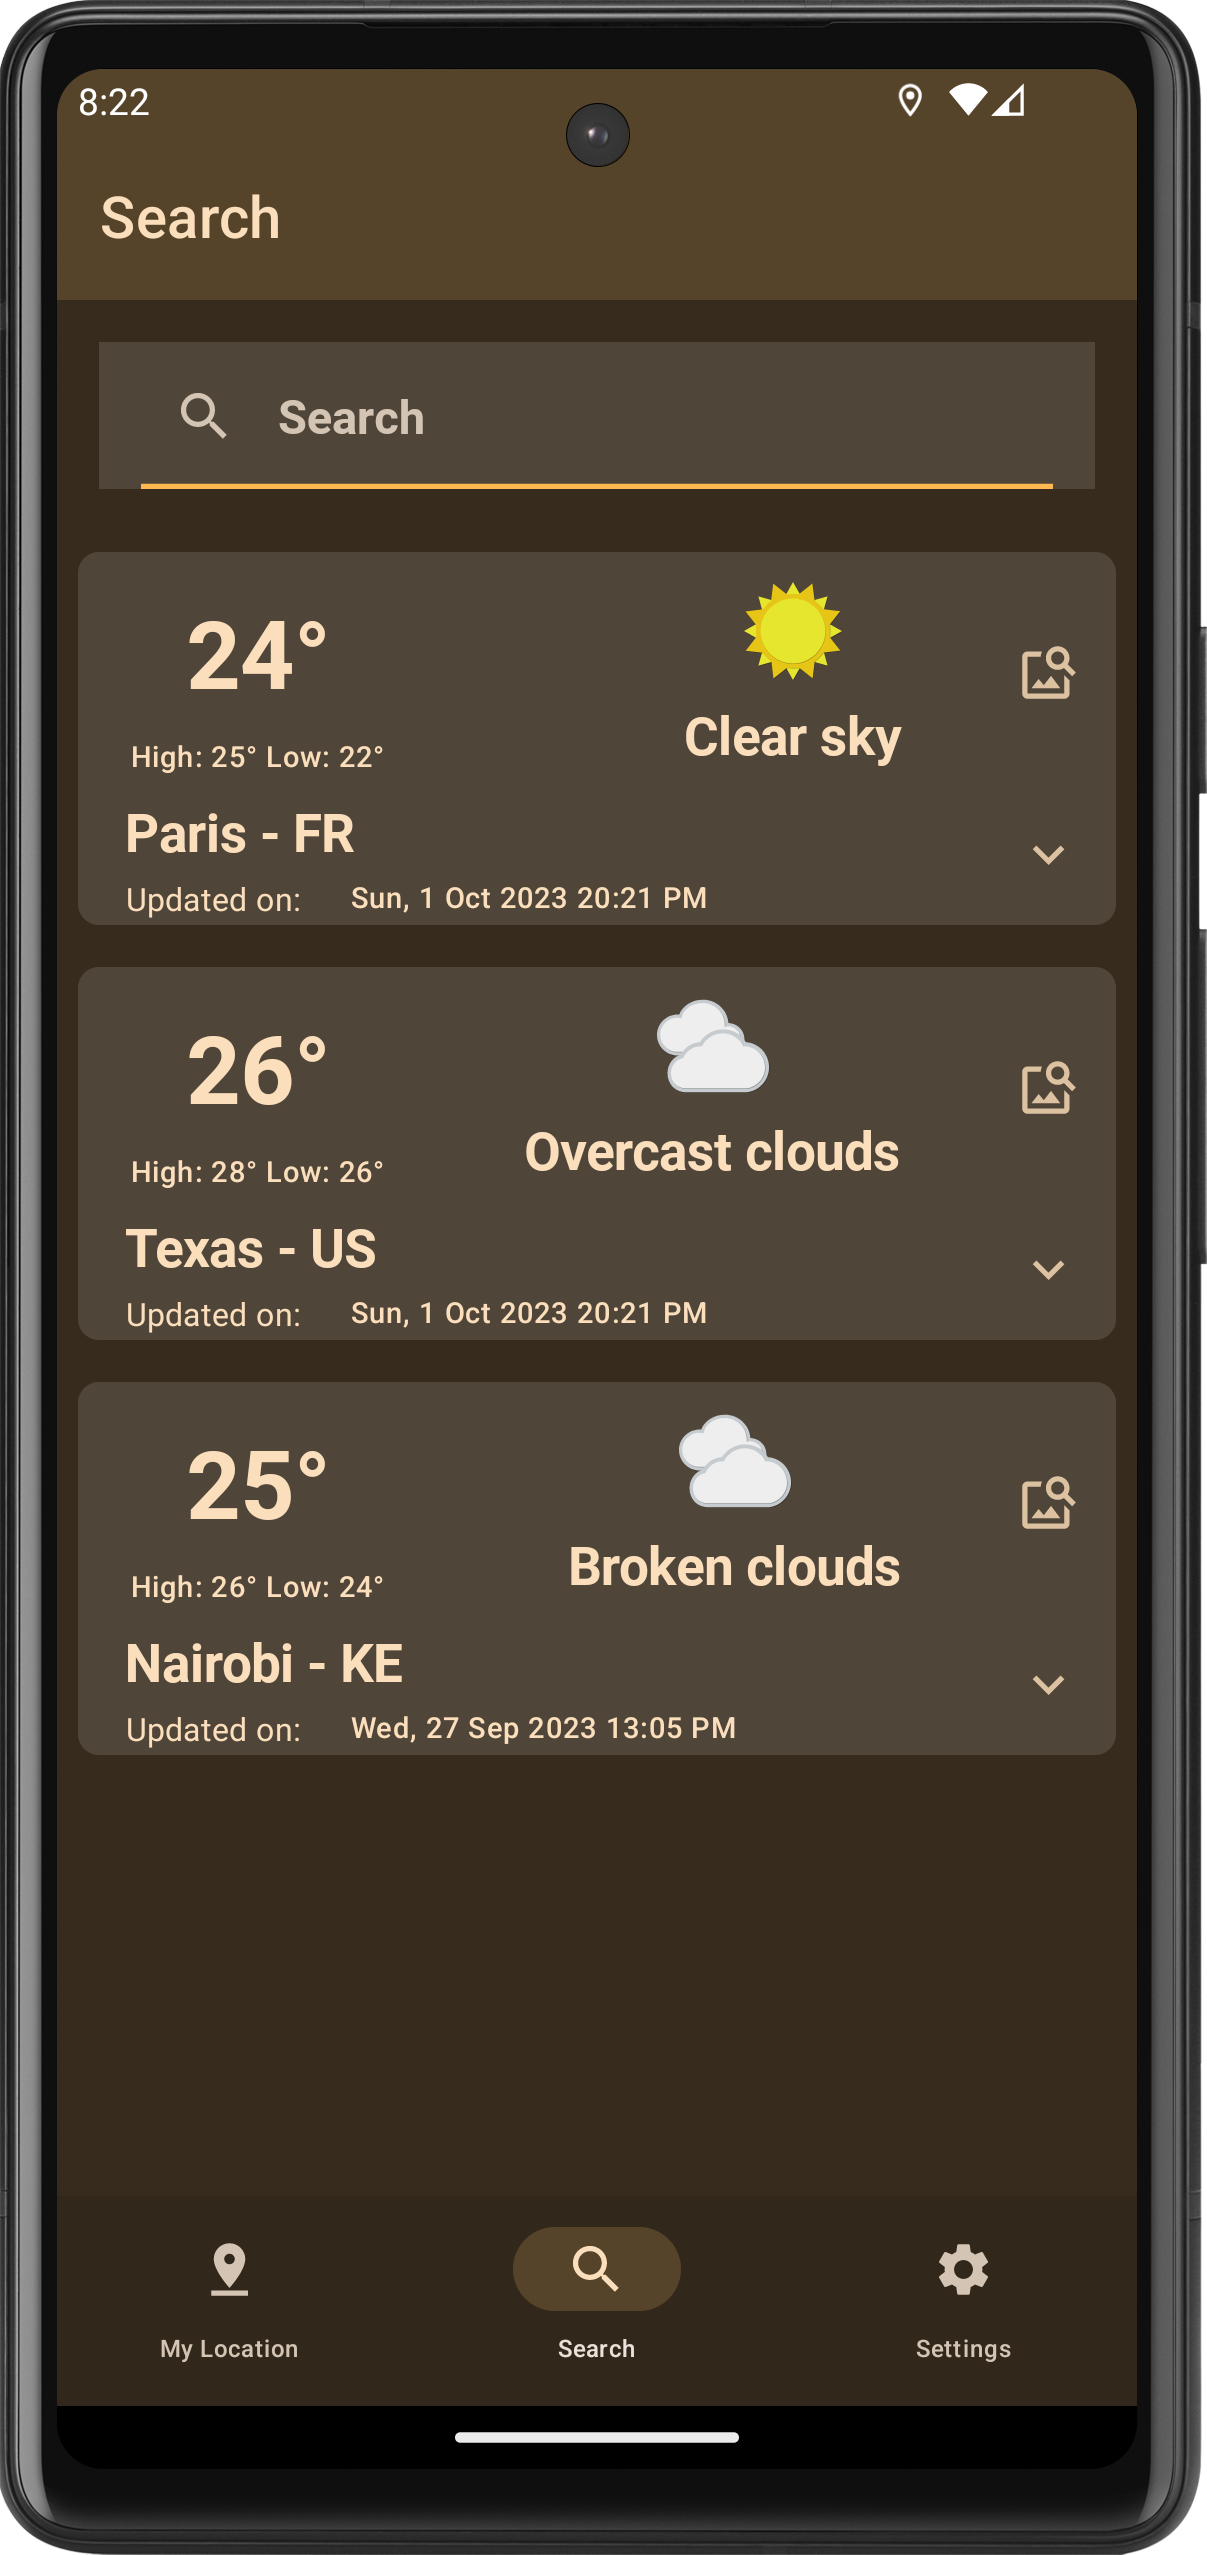 8:22
Search
Search
24°
Clear sky
High: 25° Low: 22°
Paris - FR
Updated on: Sun, 1 Oct 2023 20:21 PM
26°
Overcast clouds
High: 28° Low: 26°
Texas - US
Updated on: Sun, 1 Oct 2023 20:21 PM
25°
Broken clouds
High: 26° Low: 24°
Nairobi - KE
Updated on: Wed, 27 Sep 2023 13:05 PM
My Location Search Settings